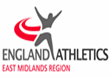 ENGLAND ATHLETICS
EAST MIDLANDS REGION